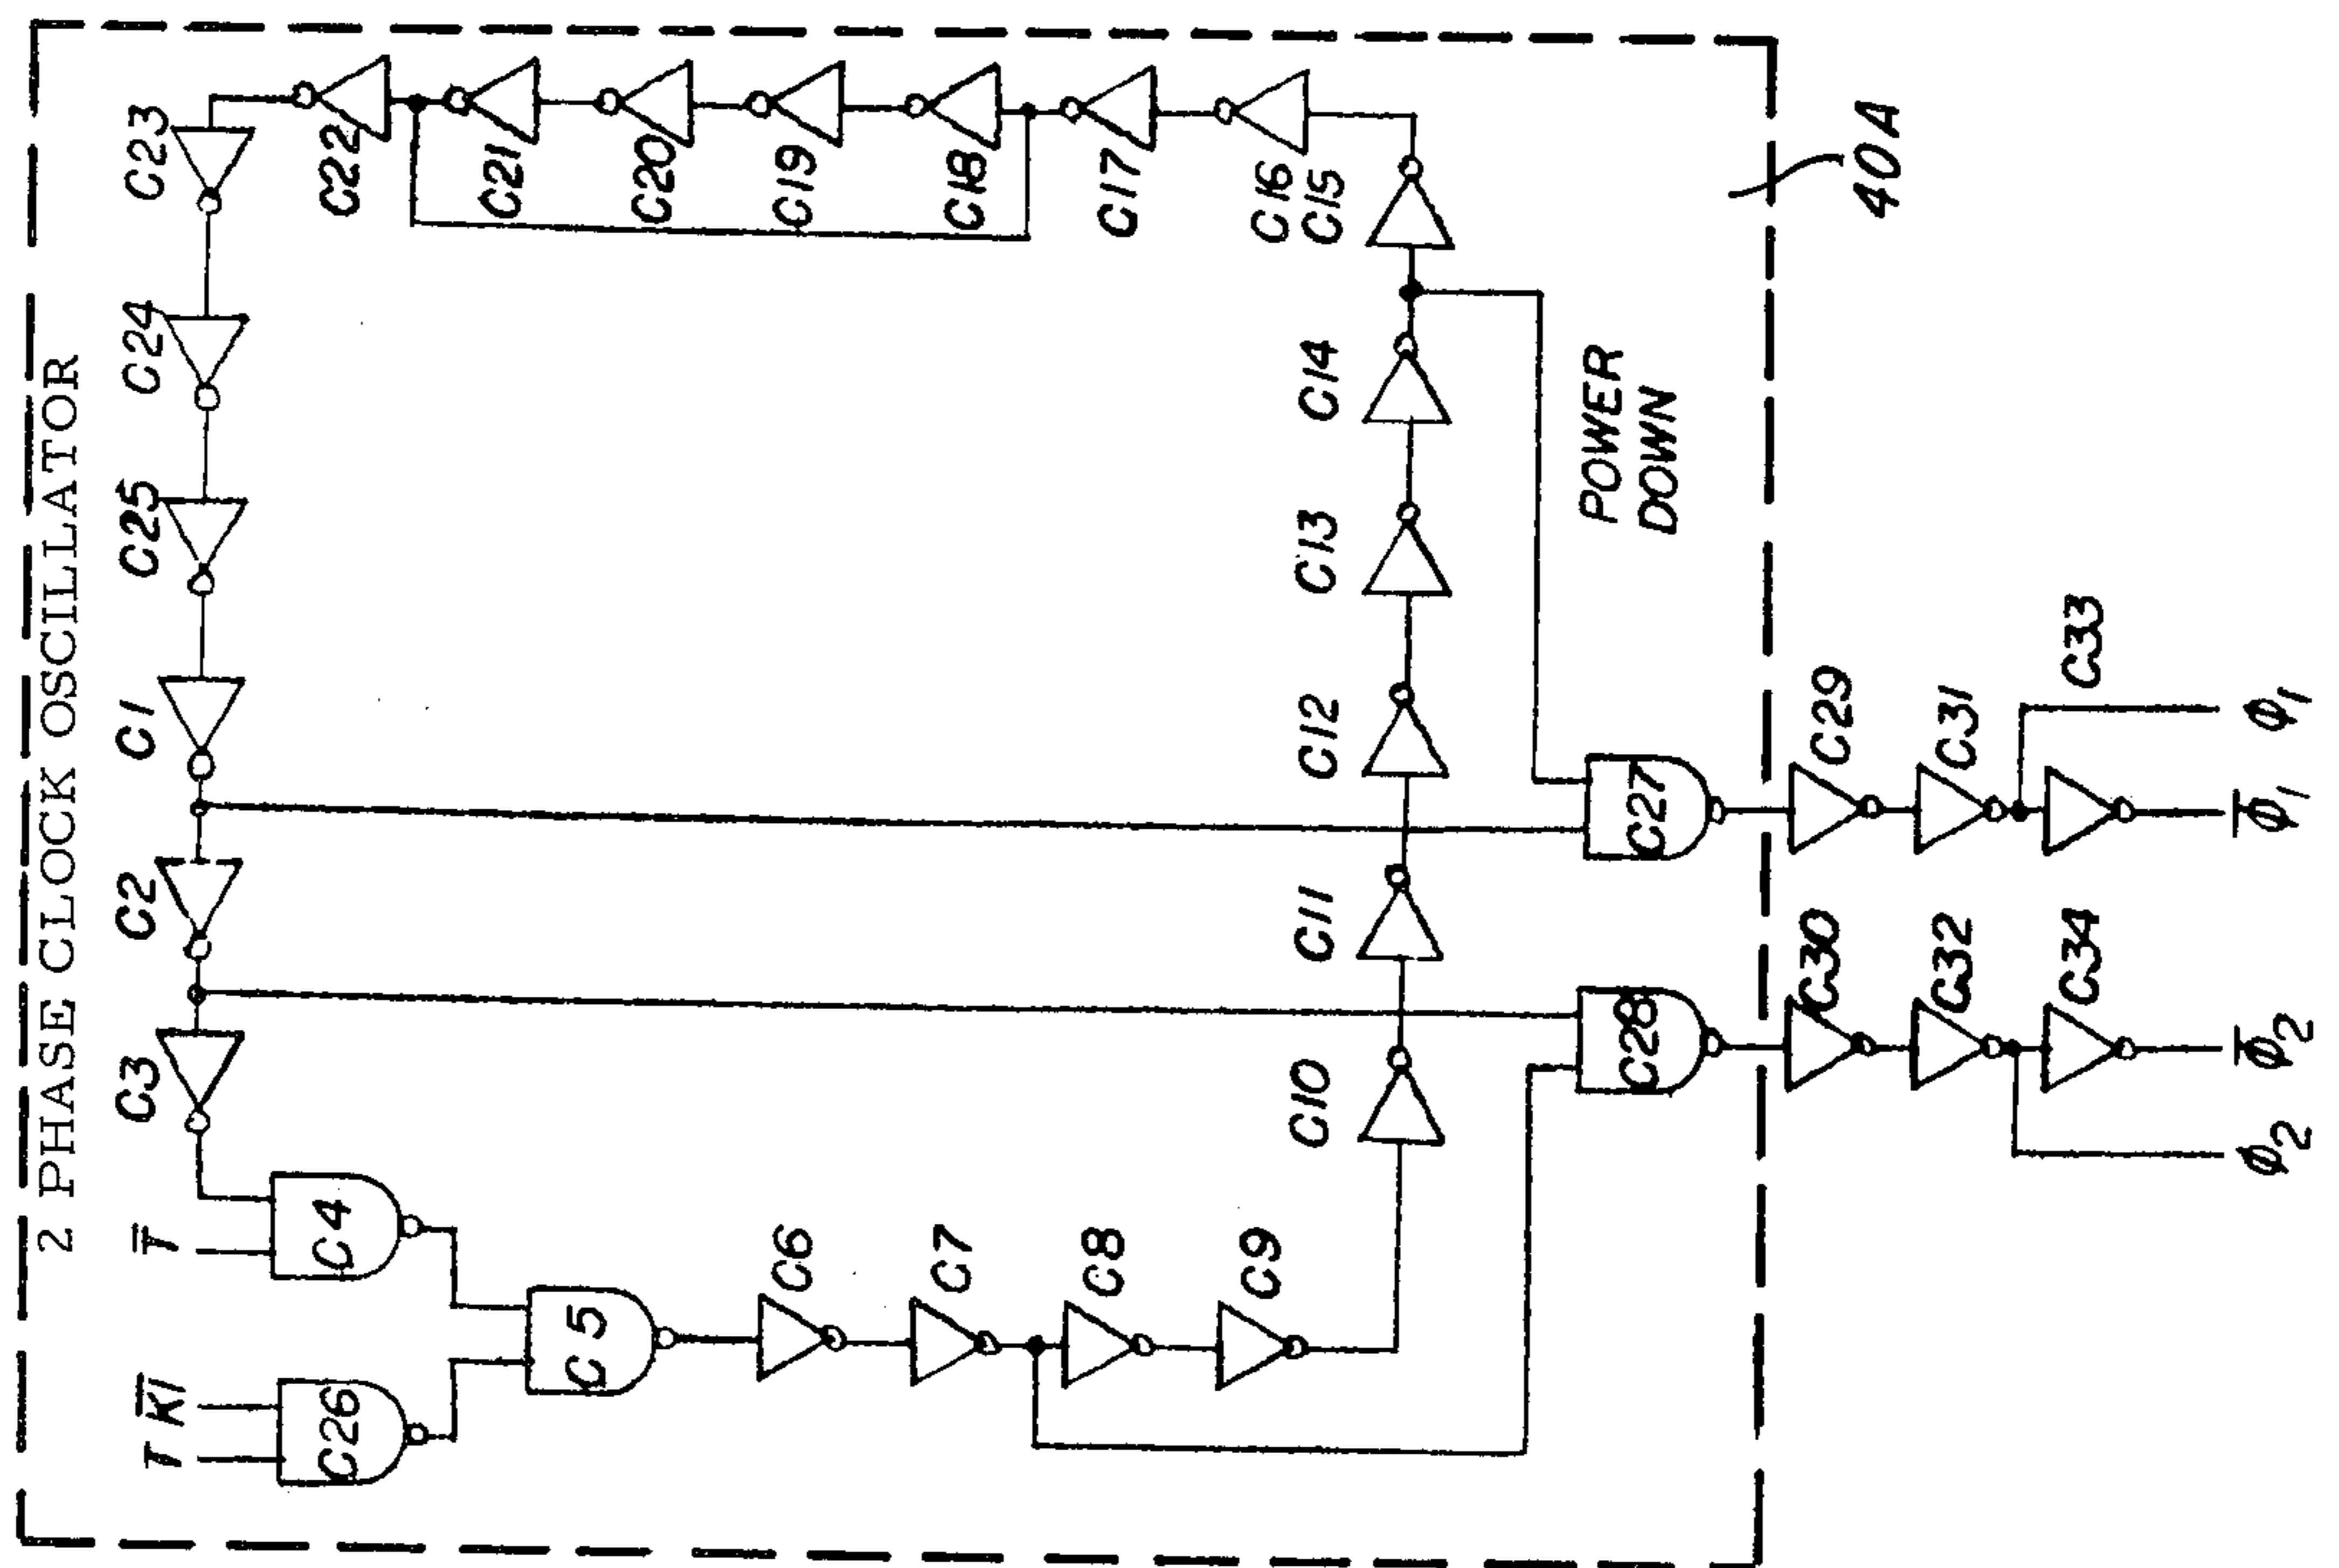 2 PHASE CLOCK OSCILLATOR
C23
C24
C25
C1
C2
C3
T̅
K̅I̅
T
C4
C26
C5
C6
C7
C8
C9
C10
C11
C12
C13
C14
C15
C16
C17
C18
C19
C20
C21
C22
POWER
DOWN
C27
C28
C29
C30
C31
C32
C33
C34
ϕ1
ϕ̅1
ϕ̅2
ϕ2
40A